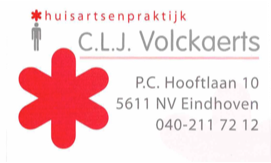 *huisartsenpraktijk
C.L.J. Volckaerts
P.C. Hooftlaan 10
5611 NV Eindhoven
040-211 72 12